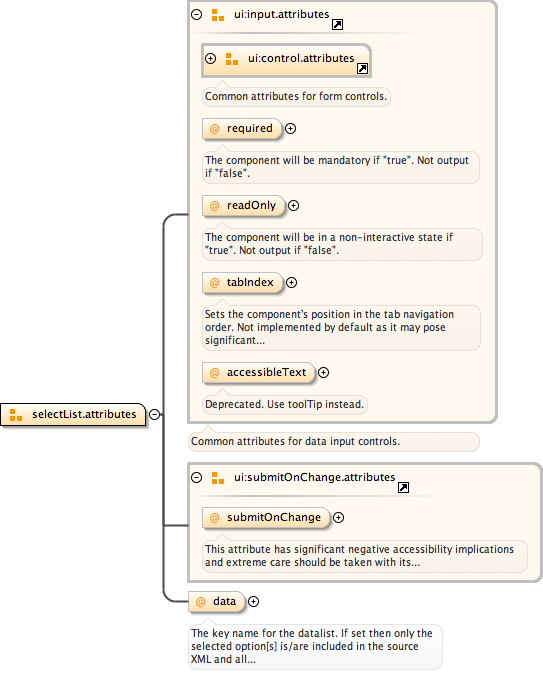 ui:input.attributes
ui:control.attributes
Common attributes for form controls.
@ required
The component will be mandatory if "true". Not output
if "false".
@ readOnly
The component will be in a non-interactive state if
"true". Not output if "false".
@ tabIndex
Sets the component's position in the tab navigation
order. Not implemented by default as it may pose
significant...
@ accessibleText
Deprecated. Use toolTip instead.
selectList.attributes
Common attributes for data input controls.
ui:submitOnChange.attributes
@ submitOnChange
This attribute has significant negative accessibility implications
and extreme care should be taken with its...
@ data
The key name for the datalist. If set then only the
selected option[s] is/are included in the source
XML and all...